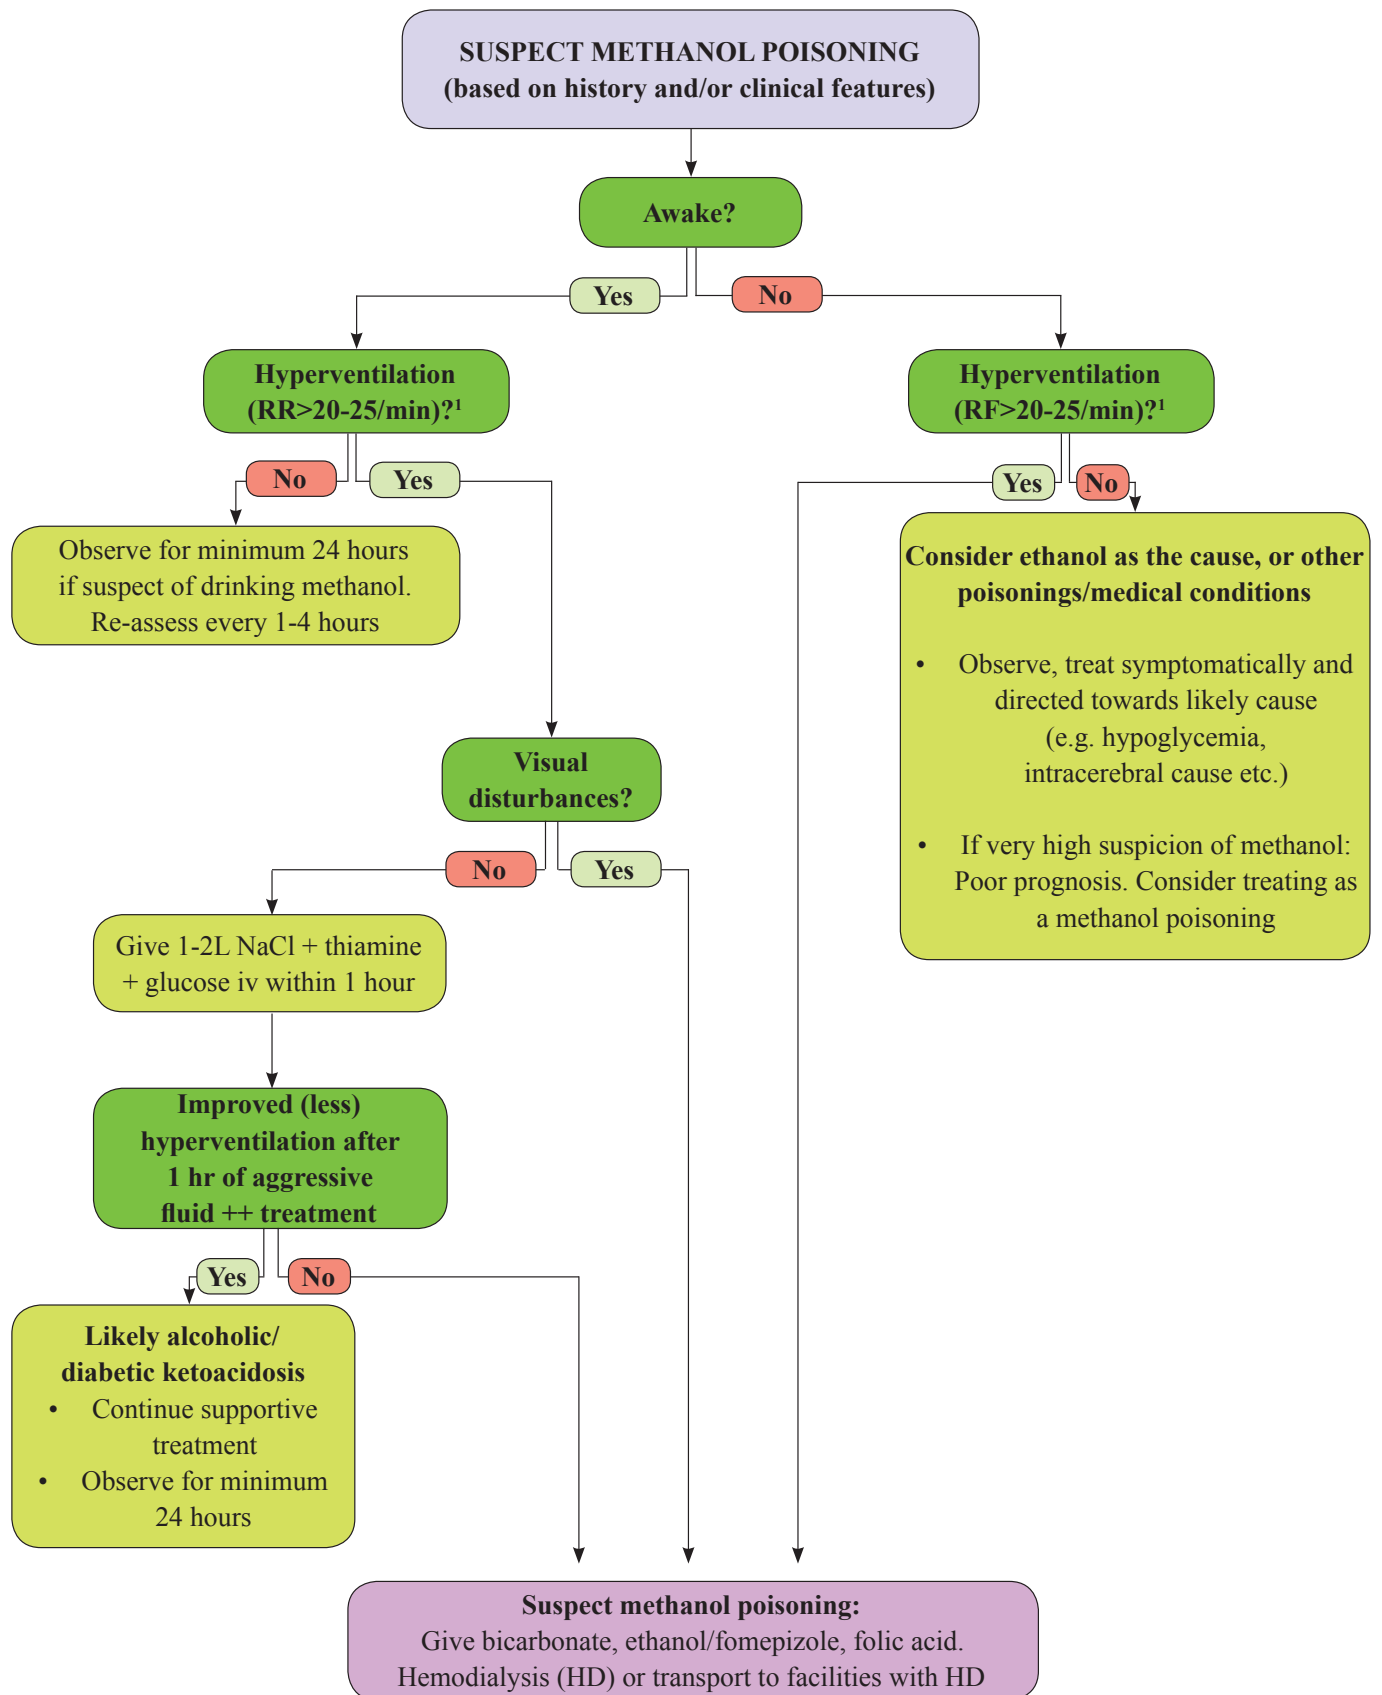 SUSPECT METHANOL POISONING
(based on history and/or clinical features)
Awake?
Yes
No
Hyperventilation
(RR>20-25/min)?¹
Hyperventilation
(RF>20-25/min)?¹
No
Yes
Yes
No
Observe for minimum 24 hours
if suspect of drinking methanol.
Re-assess every 1-4 hours
Consider ethanol as the cause, or other
poisonings/medical conditions
• Observe, treat symptomatically and
directed towards likely cause
(e.g. hypoglycemia,
intracerebral cause etc.)
• If very high suspicion of methanol:
Poor prognosis. Consider treating as
a methanol poisoning
Visual
disturbances?
No
Yes
Give 1-2L NaCl + thiamine
+ glucose iv within 1 hour
Improved (less)
hyperventilation after
1 hr of aggressive
fluid ++ treatment
Yes
No
Likely alcoholic/
diabetic ketoacidosis
• Continue supportive
treatment
• Observe for minimum
24 hours
Suspect methanol poisoning:
Give bicarbonate, ethanol/fomepizole, folic acid.
Hemodialysis (HD) or transport to facilities with HD